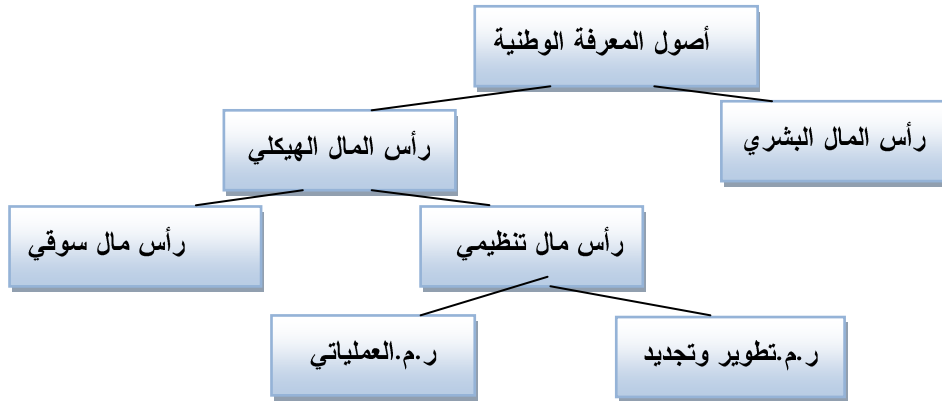 أصول المعرفة الوطنية
رأس المال البشري
رأس المال الهيكلي
رأس مال تنظيمي
رأس مال سوقي
ر.م.تطوير وتجديد
ر.م.العملياتي